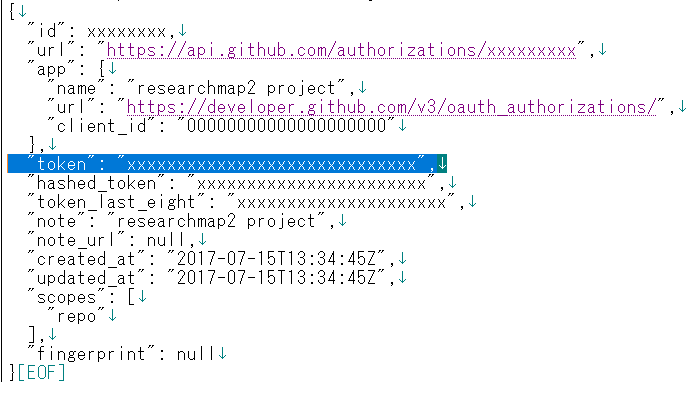 {↓
  "id": xxxxxxxx,↓
  "url": "https://api.github.com/authorizations/xxxxxxxxx",↓
  "app": {↓
    "name": "researchmap2 project",↓
    "url": "https://developer.github.com/v3/oauth_authorizations/",↓
    "client_id": "00000000000000000000"↓
  },↓
  "token": "xxxxxxxxxxxxxxxxxxxxxxxxxxxxx",↓
  "hashed_token": "xxxxxxxxxxxxxxxxxxxxxxx",↓
  "token_last_eight": "xxxxxxxxxxxxxxxxxxxxx",↓
  "note": "researchmap2 project",↓
  "note_url": null,↓
  "created_at": "2017-07-15T13:34:45Z",↓
  "updated_at": "2017-07-15T13:34:45Z",↓
  "scopes": [↓
    "repo"↓
  ],↓
  "fingerprint": null↓
}[EOF]